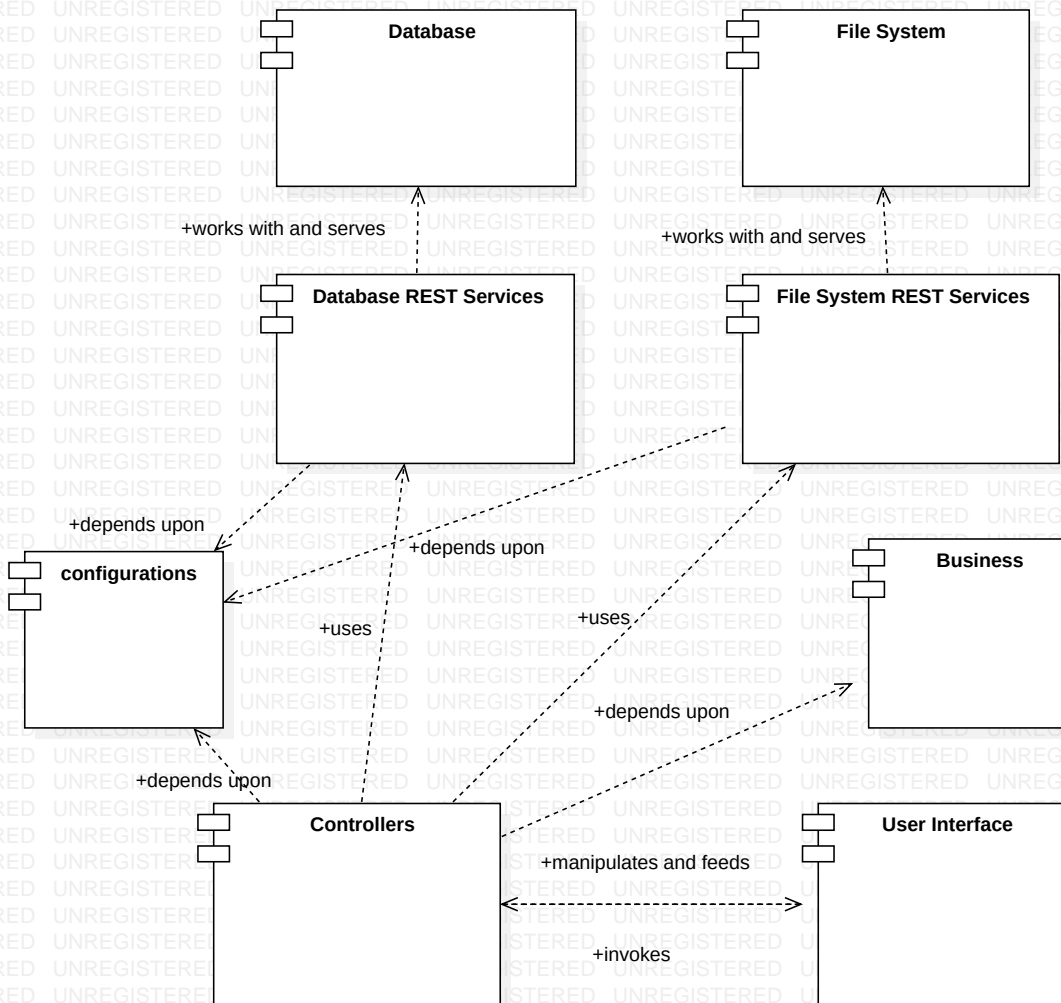 Database
File System
+works with and serves
+works with and serves
Database REST Services
File System REST Services
+depends upon
+depends upon
configurations
Business
+uses
+uses
+depends upon
+depends upon
Controllers
User Interface
+manipulates and feeds
+invokes
UNREGISTERED